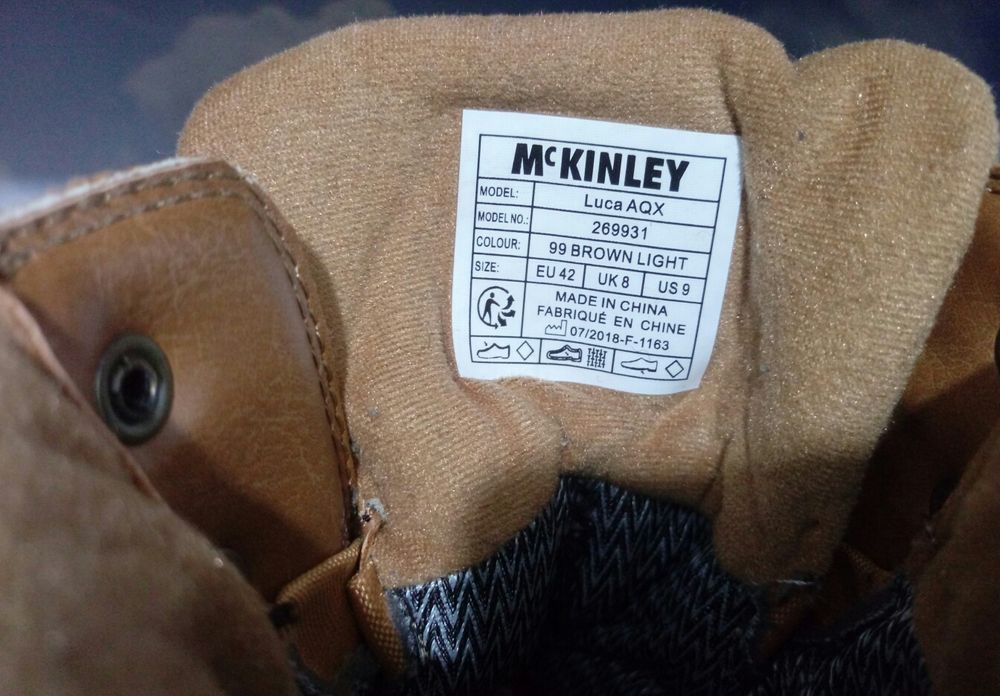 McKINLEY
MODEL: Luca AQX
MODEL NO.: 269931
COLOUR: 99 BROWN LIGHT
SIZE: EU 42 UK 8 US 9
MADE IN CHINA
FABRIQUÉ EN CHINE
07/2018-F-1163